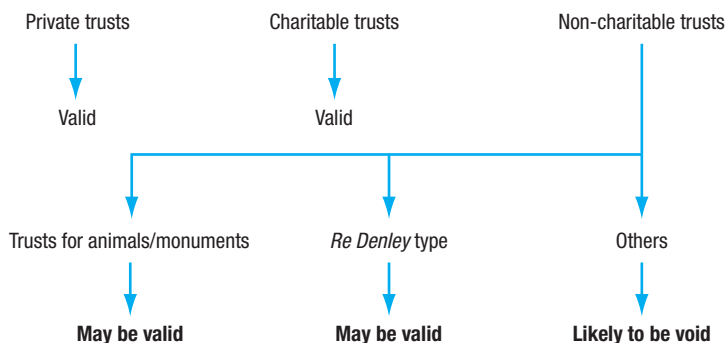 Private trusts Charitable trusts Non-charitable trusts
Valid Valid
Trusts for animals/monuments Re Denley type Others
May be valid May be valid Likely to be void